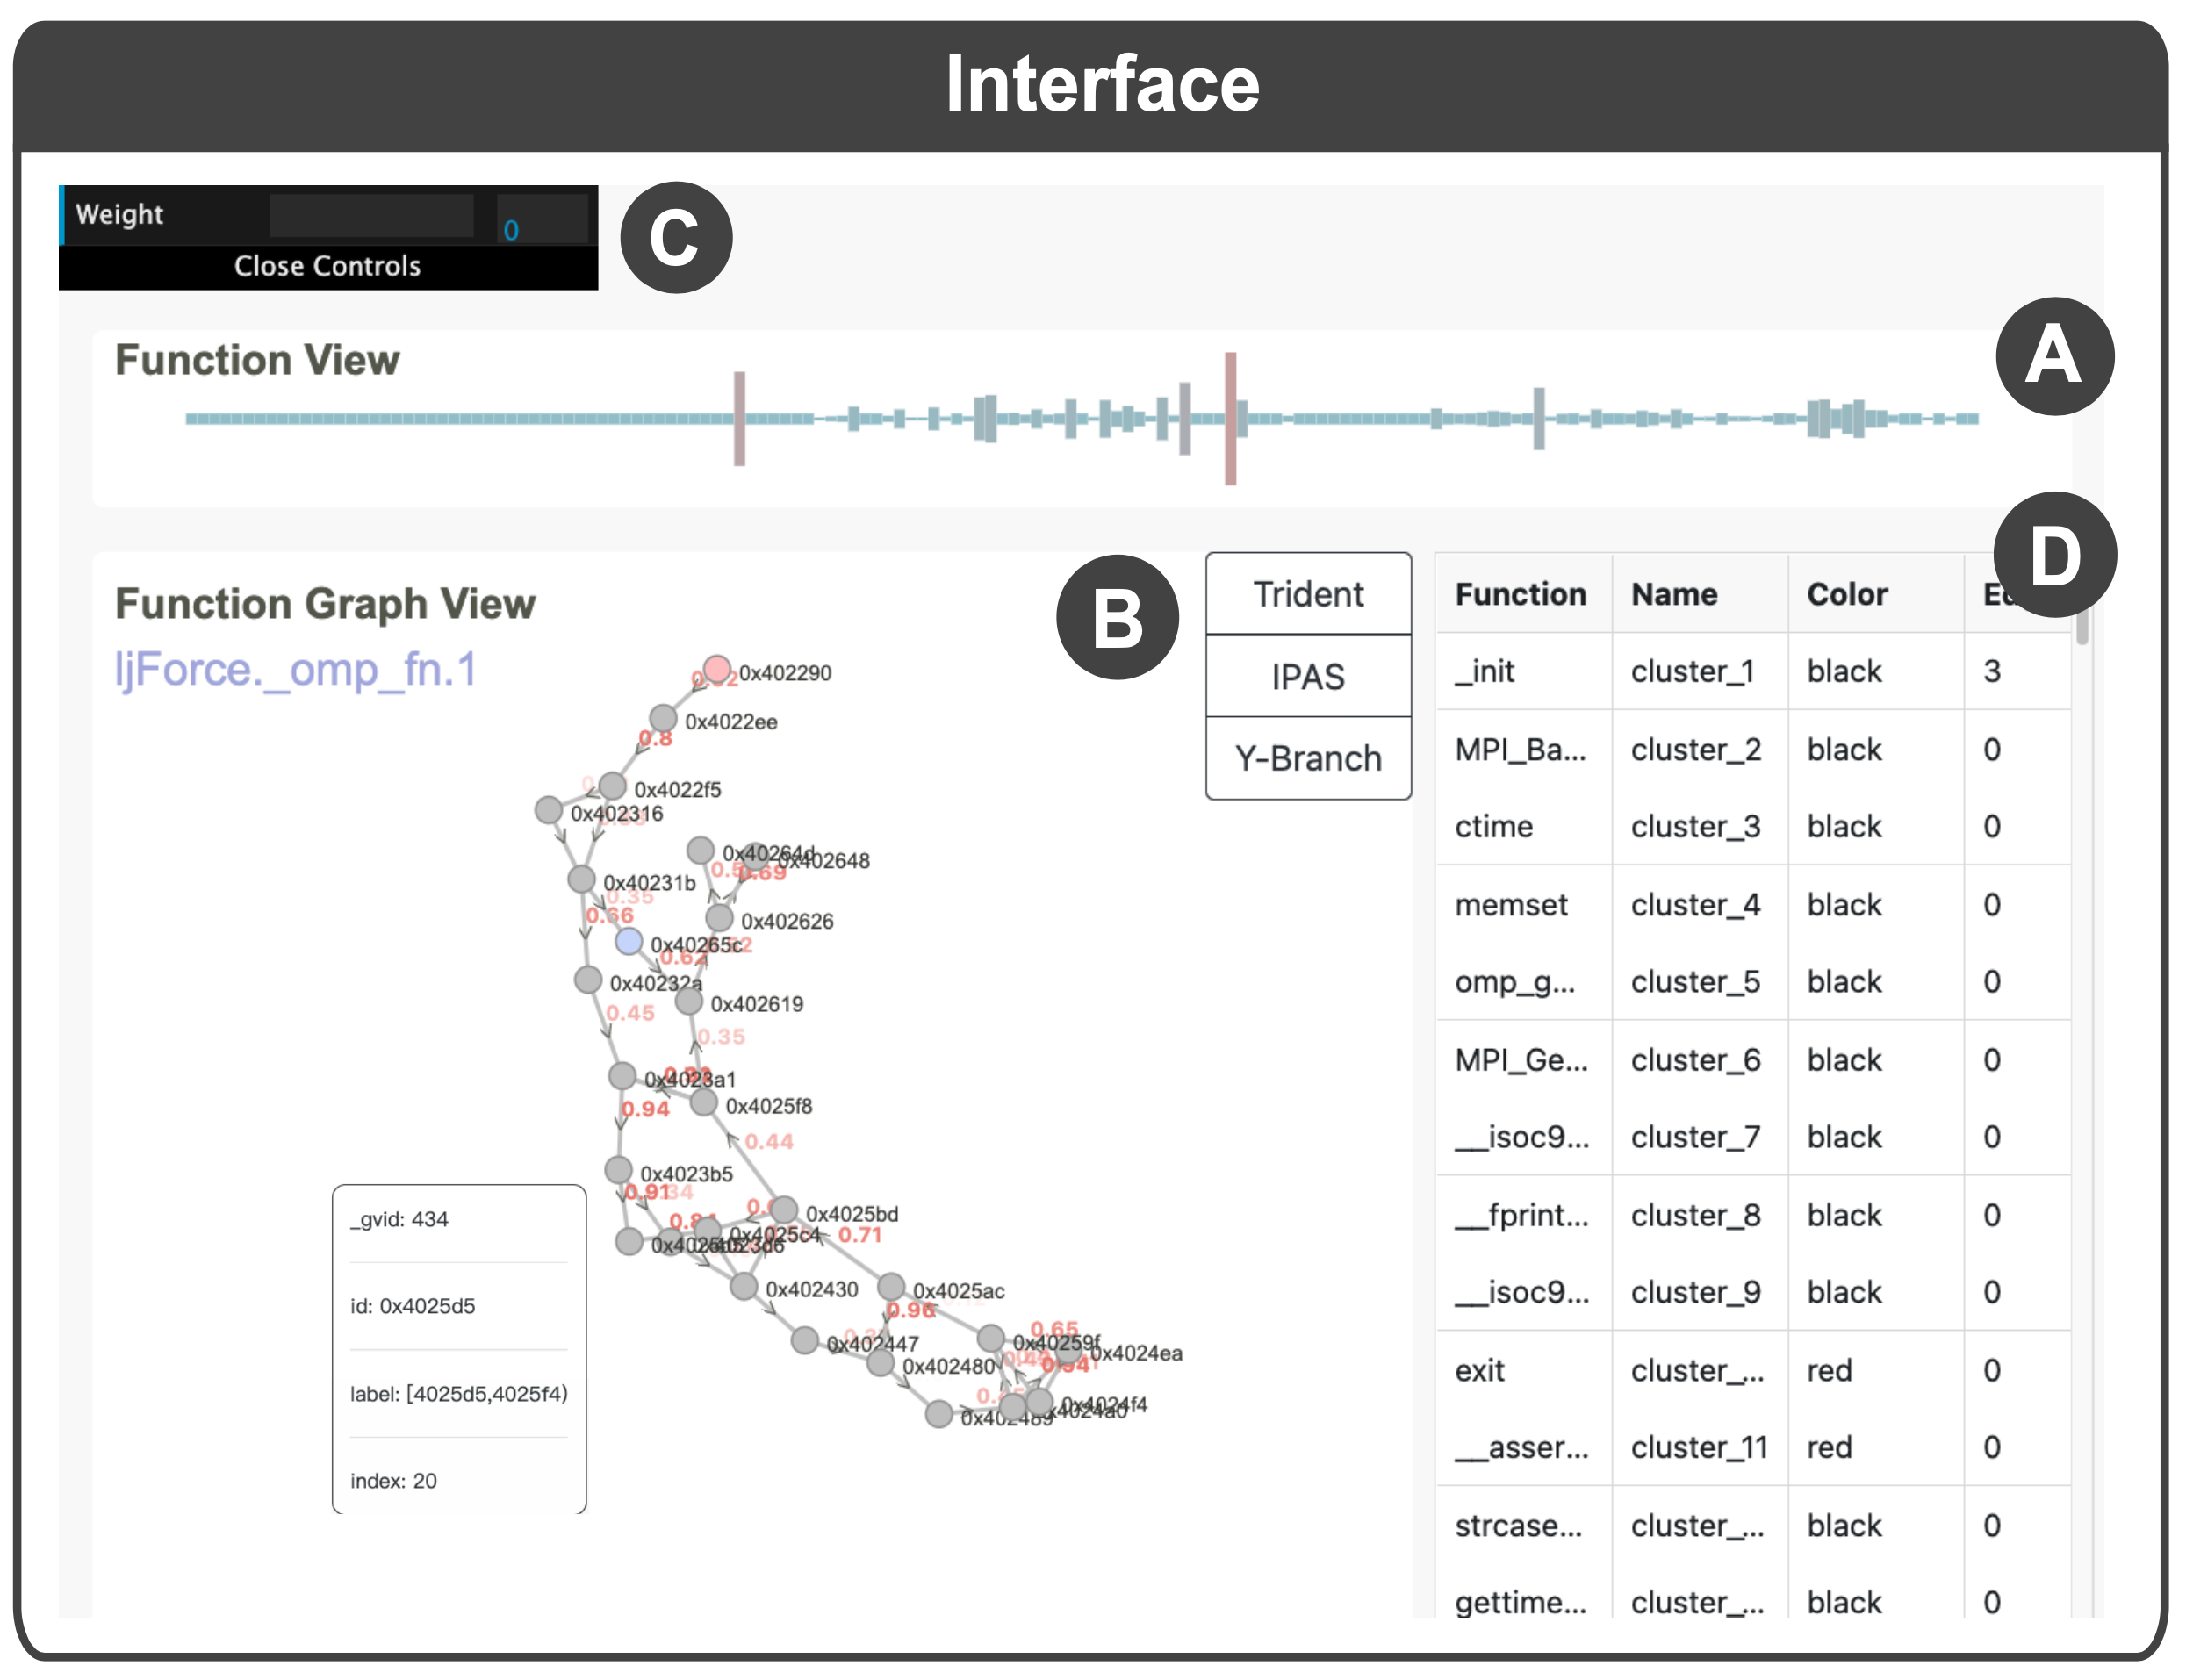 Interface
Weight
0
Close Controls
C
A
Function View
D
B
Function Graph View
ljForce._omp_fn.1
Trident
IPAS
Y-Branch
0x402290
0x4022ee
0.8
0x4022f5
0x402316
0x40264d
0x402648
0.69
0x40231b
0.35
0.66
0x402626
0x40265c
0x40232a
0x402619
0.45
0.35
0x4023a1
0x4025f8
0.94
0.44
0x4023b5
0.91
0x4025bd
0x4025c4
0.71
0x402430
0x4025ac
0.96
0.65
0x402447
0x40259f
0x4024ea
0x402480
0x4024f4
0x402489
_gvid: 434
id: 0x4025d5
label: [4025d5,4025f4)
index: 20
Function Name Color
_init cluster_1 black 3
MPI_Ba... cluster_2 black 0
ctime cluster_3 black 0
memset cluster_4 black 0
omp_g... cluster_5 black 0
MPI_Ge... cluster_6 black 0
__isoc9... cluster_7 black 0
__fprint... cluster_8 black 0
__isoc9... cluster_9 black 0
exit cluster_... red 0
__asser... cluster_11 red 0
strcase... cluster_... black 0
gettime... cluster_... black 0